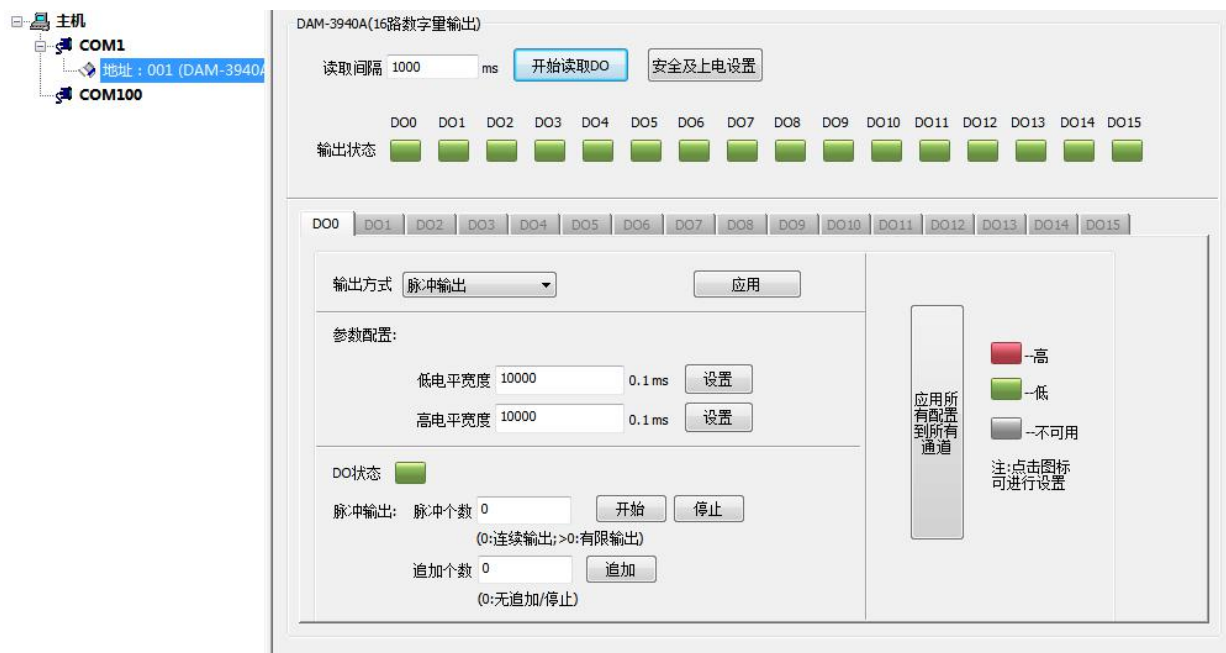 主机
COM1
地址：001 (DAM-3940A
COM100
DAM-3940A(16路数字量输出)
读取间隔 1000 ms 开始读取DO 安全及上电设置
DO0 DO1 DO2 DO3 DO4 DO5 DO6 DO7 DO8 DO9 DO10 DO11 DO12 DO13 DO14 DO15
输出状态
DO0 DO1 DO2 DO3 DO4 DO5 DO6 DO7 DO8 DO9 DO10 DO11 DO12 DO13 DO14 DO15
输出方式 脉冲输出 应用
参数配置:
低电平宽度 10000 0.1ms 设置
高电平宽度 10000 0.1ms 设置
DO状态
脉冲输出: 脉冲个数 0 开始 停止
(0:连续输出;>0:有限输出)
追加个数 0 追加
(0:无追加/停止)
应用所
有配置
到所有
通道
--高
--低
--不可用
注:点击图标
可进行设置